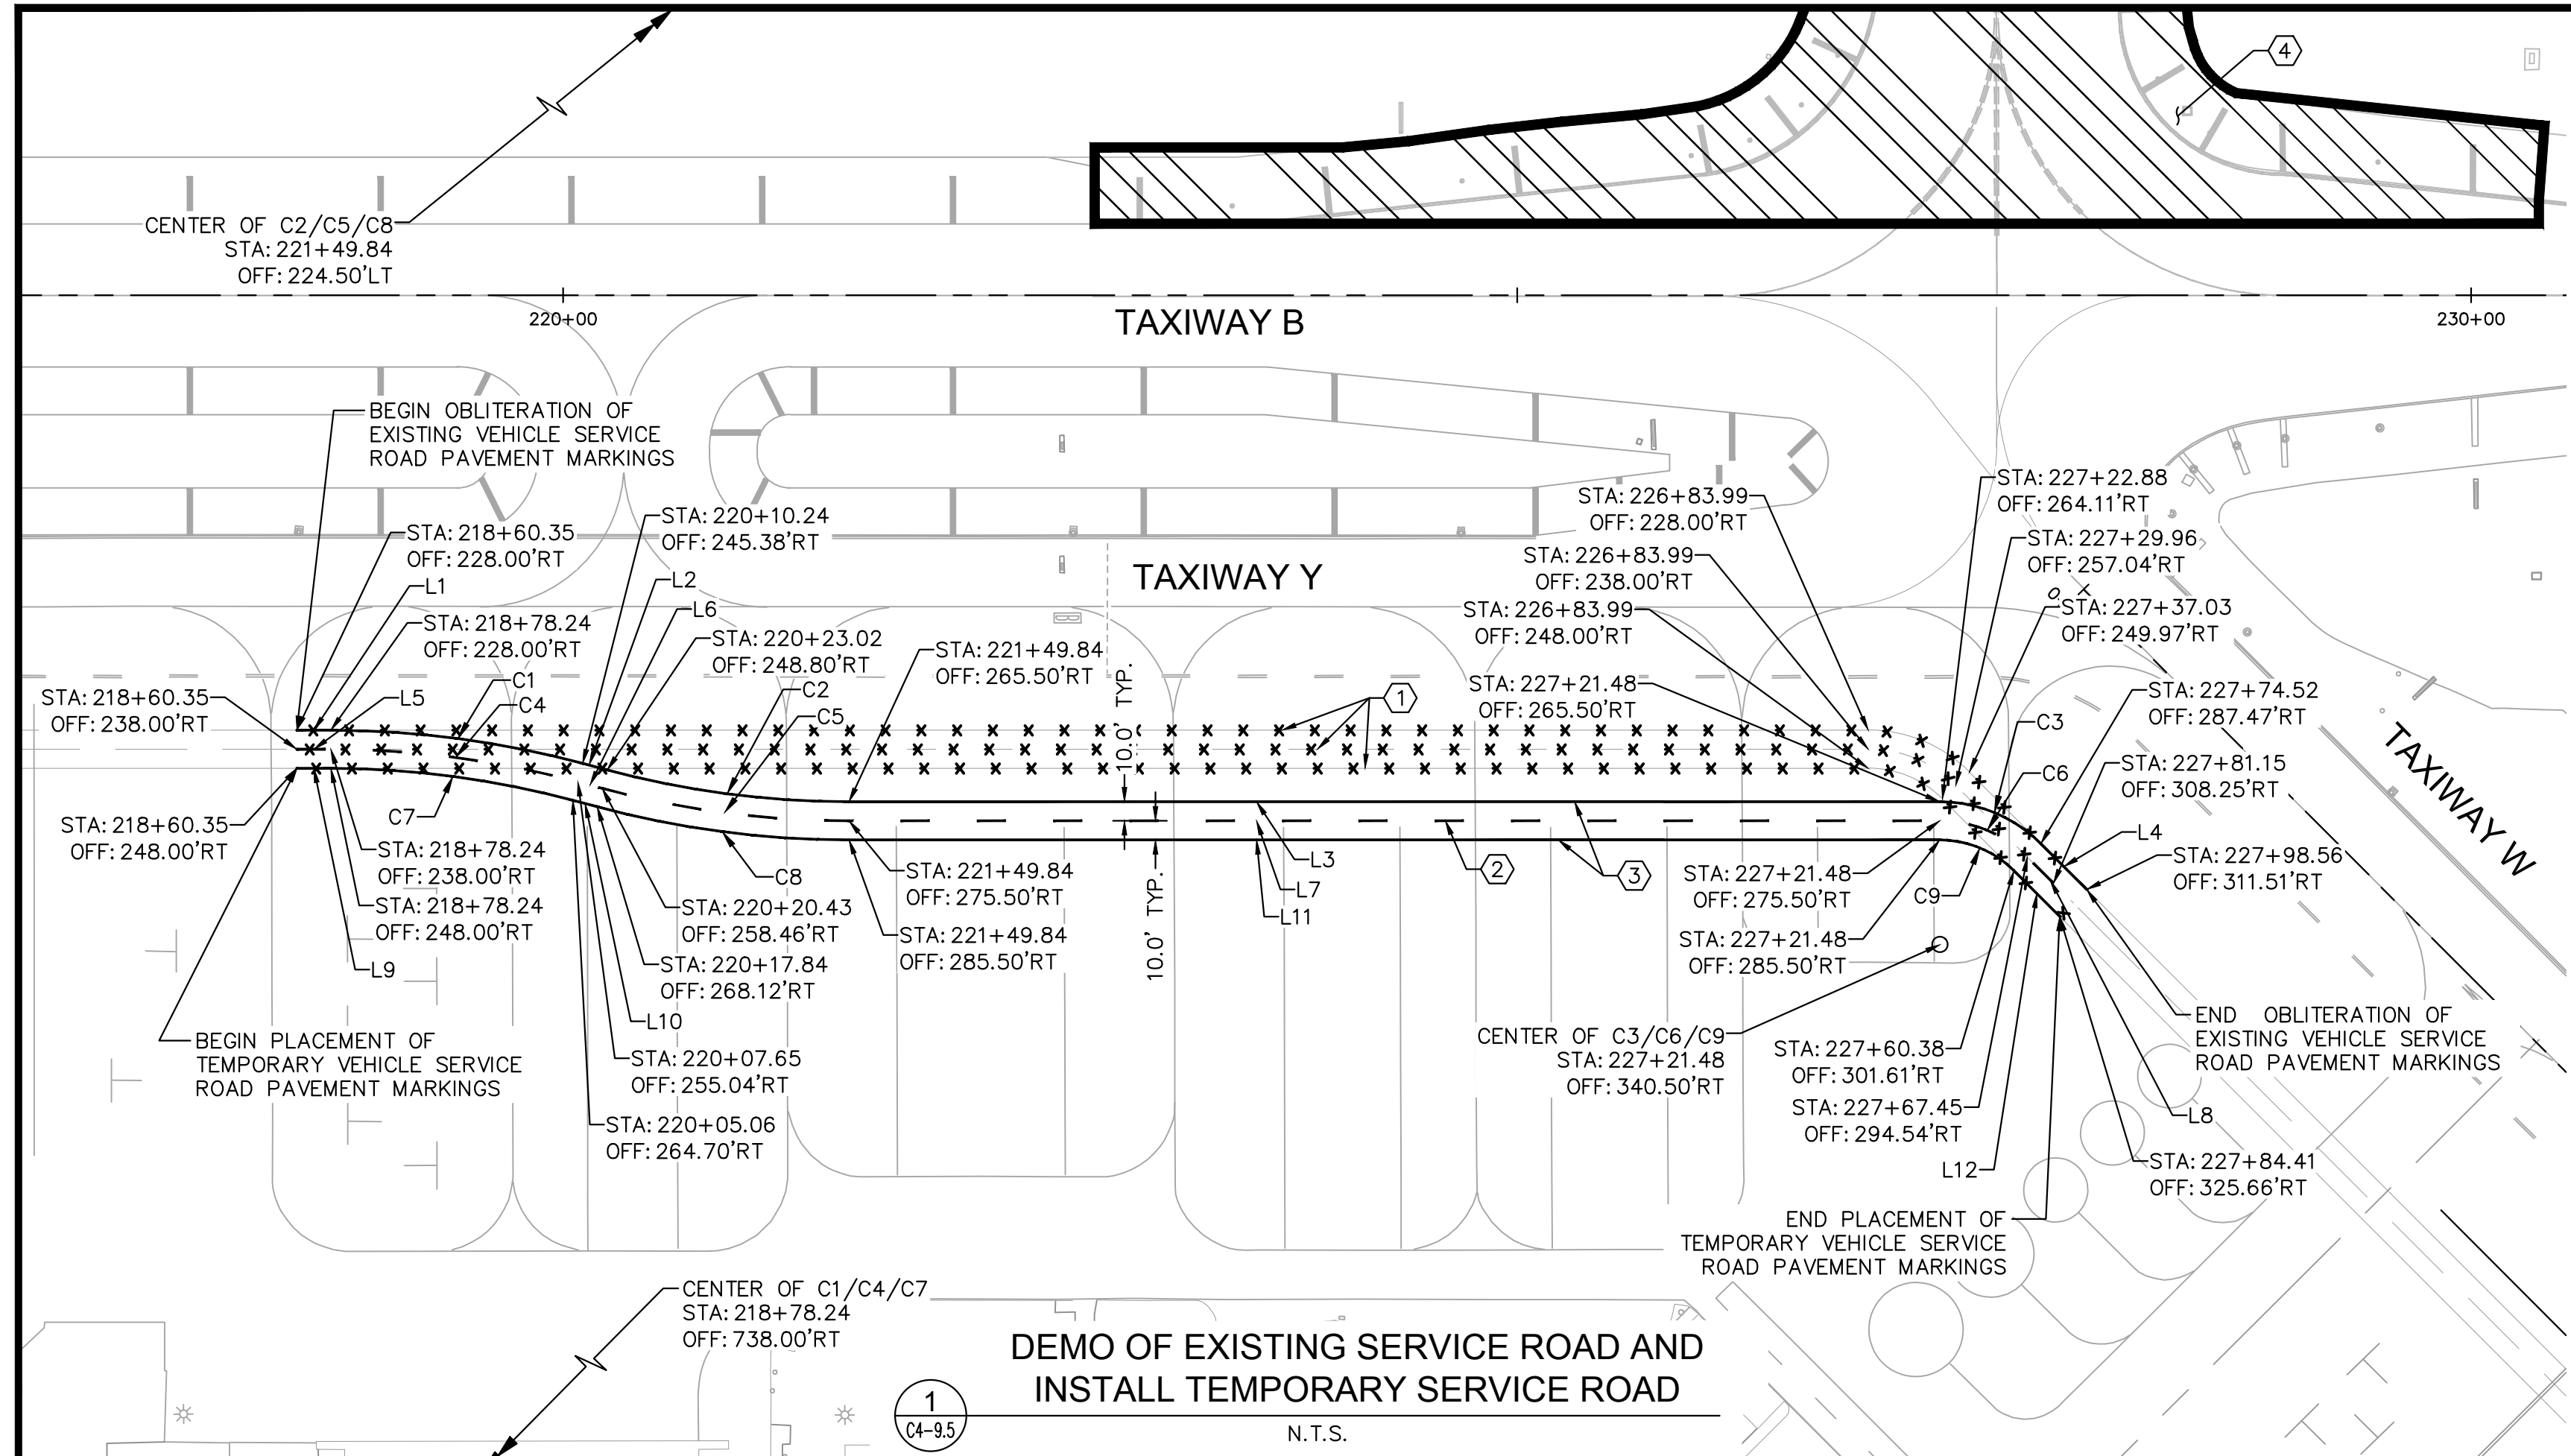 4
CENTER OF C2/C5/C8
STA: 221+49.84
OFF: 224.50'LT
220+00
TAXIWAY B
230+00
BEGIN OBLITERATION OF
EXISTING VEHICLE SERVICE
ROAD PAVEMENT MARKINGS
STA: 218+60.35
OFF: 228.00'RT
L1
STA: 218+78.24
OFF: 228.00'RT
C1
C4
L5
STA: 218+60.35
OFF: 238.00'RT
STA: 220+10.24
OFF: 245.38'RT
L2
L6
STA: 220+23.02
OFF: 248.80'RT
C2
C5
STA: 221+49.84
OFF: 265.50'RT
TAXIWAY Y
10.0' TYP.
1
STA: 226+83.99
OFF: 228.00'RT
STA: 226+83.99
OFF: 238.00'RT
STA: 226+83.99
OFF: 248.00'RT
STA: 227+21.48
OFF: 265.50'RT
STA: 227+22.88
OFF: 264.11'RT
STA: 227+29.96
OFF: 257.04'RT
STA: 227+37.03
OFF: 249.97'RT
STA: 227+74.52
OFF: 287.47'RT
C3
C6
STA: 227+81.15
OFF: 308.25'RT
L4
STA: 227+98.56
OFF: 311.51'RT
TAXIWAY W
STA: 218+60.35
OFF: 248.00'RT
C7
STA: 218+78.24
OFF: 238.00'RT
STA: 218+78.24
OFF: 248.00'RT
L9
C8
STA: 220+20.43
OFF: 258.46'RT
STA: 220+17.84
OFF: 268.12'RT
L10
STA: 220+07.65
OFF: 255.04'RT
STA: 220+05.06
OFF: 264.70'RT
STA: 221+49.84
OFF: 275.50'RT
STA: 221+49.84
OFF: 285.50'RT
10.0' TYP.
L3
L7
L11
2
3
STA: 227+21.48
OFF: 275.50'RT
C9
STA: 227+21.48
OFF: 285.50'RT
CENTER OF C3/C6/C9
STA: 227+21.48
OFF: 340.50'RT
STA: 227+60.38
OFF: 301.61'RT
STA: 227+67.45
OFF: 294.54'RT
L12
L8
STA: 227+84.41
OFF: 325.66'RT
END OBLITERATION OF
EXISTING VEHICLE SERVICE
ROAD PAVEMENT MARKINGS
BEGIN PLACEMENT OF
TEMPORARY VEHICLE SERVICE
ROAD PAVEMENT MARKINGS
END PLACEMENT OF
TEMPORARY VEHICLE SERVICE
ROAD PAVEMENT MARKINGS
CENTER OF C1/C4/C7
STA: 218+78.24
OFF: 738.00'RT
1
C4-9.5
DEMO OF EXISTING SERVICE ROAD AND
INSTALL TEMPORARY SERVICE ROAD
N.T.S.